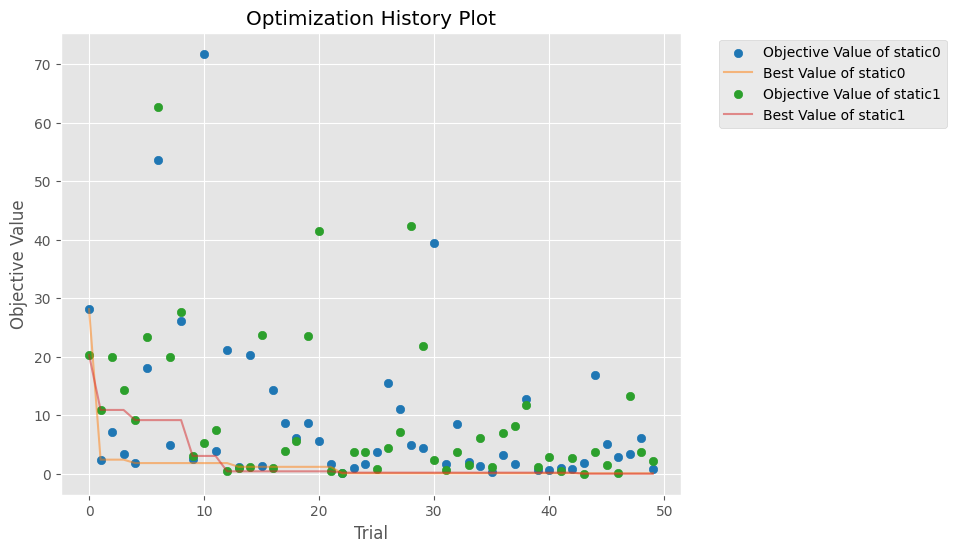 Optimization History Plot
Objective Value of static0
Best Value of static0
Objective Value of static1
Best Value of static1
Objective Value
70
60
50
40
30
20
10
0
0 10 20 30 40 50
Trial